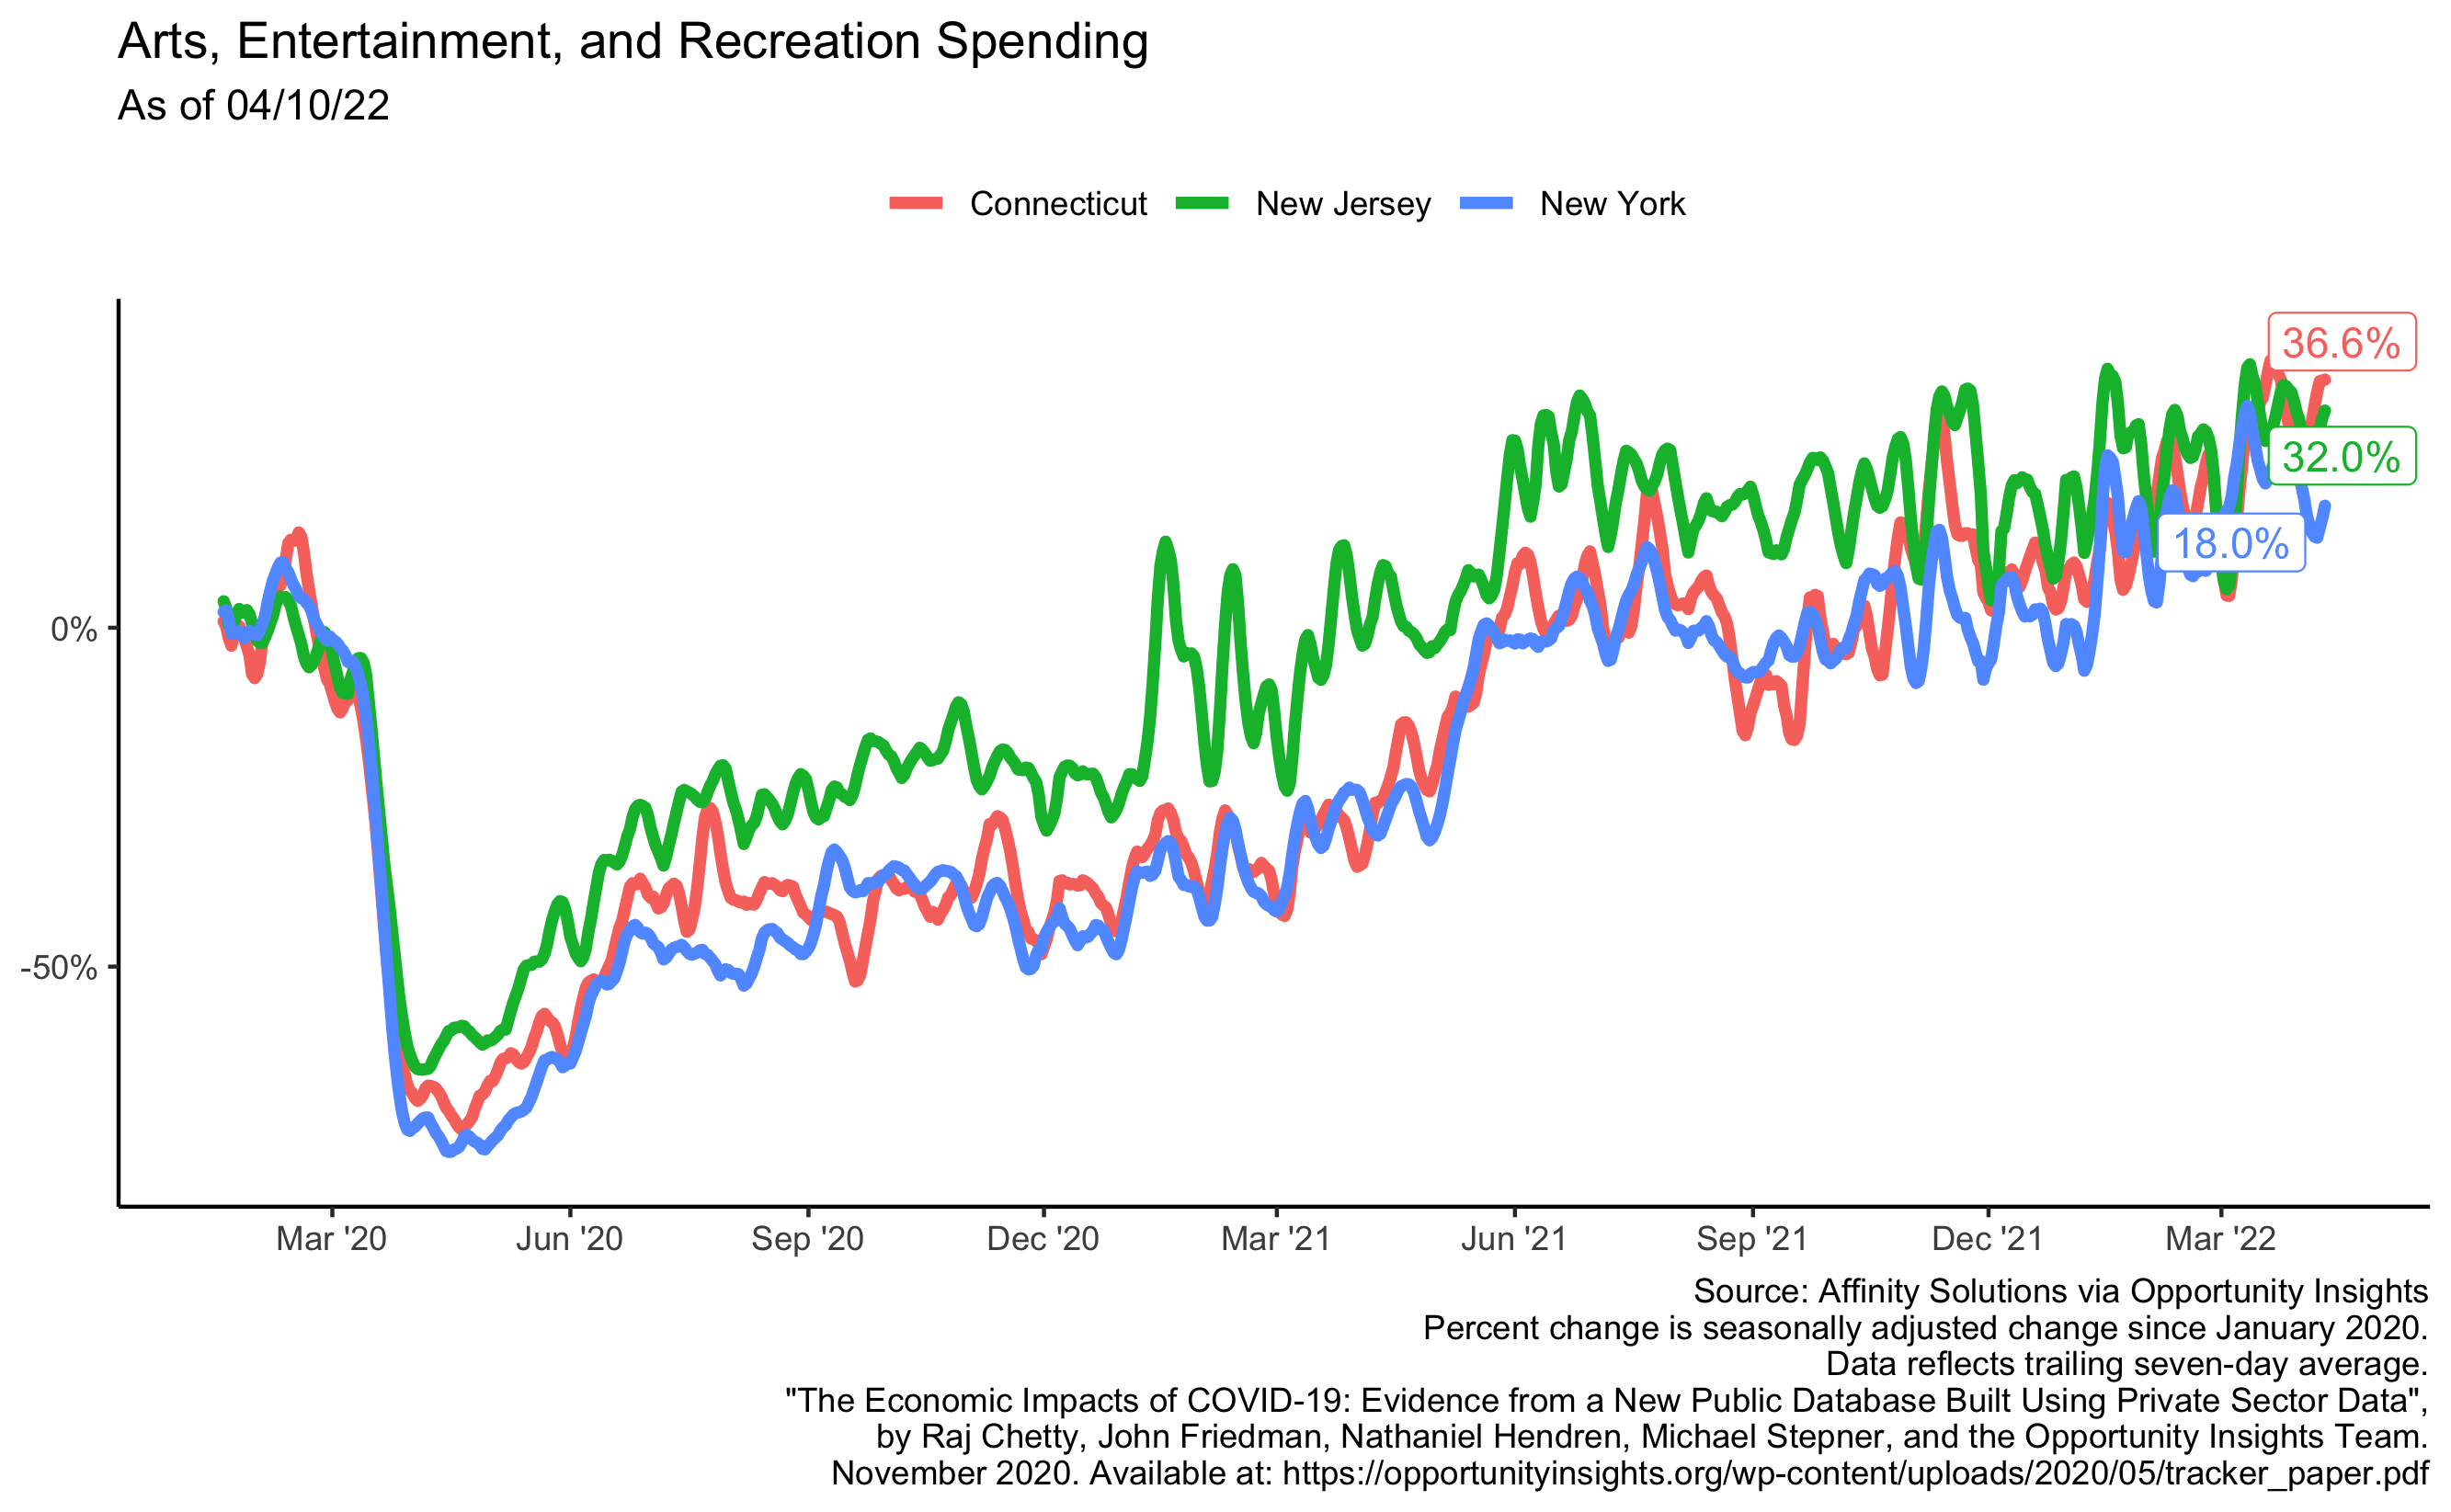 Arts, Entertainment, and Recreation Spending
As of 04/10/22
Connecticut New Jersey New York
36.6%
32.0%
18.0%
0%
-50%
Mar '20 Jun '20 Sep '20 Dec '20 Mar '21 Jun '21 Sep '21 Dec '21 Mar '22
Source: Affinity Solutions via Opportunity Insights
Percent change is seasonally adjusted change since January 2020.
Data reflects trailing seven-day average.
"The Economic Impacts of COVID-19: Evidence from a New Public Database Built Using Private Sector Data",
by Raj Chetty, John Friedman, Nathaniel Hendren, Michael Stepner, and the Opportunity Insights Team.
November 2020. Available at: https://opportunityinsights.org/wp-content/uploads/2020/05/tracker_paper.pdf